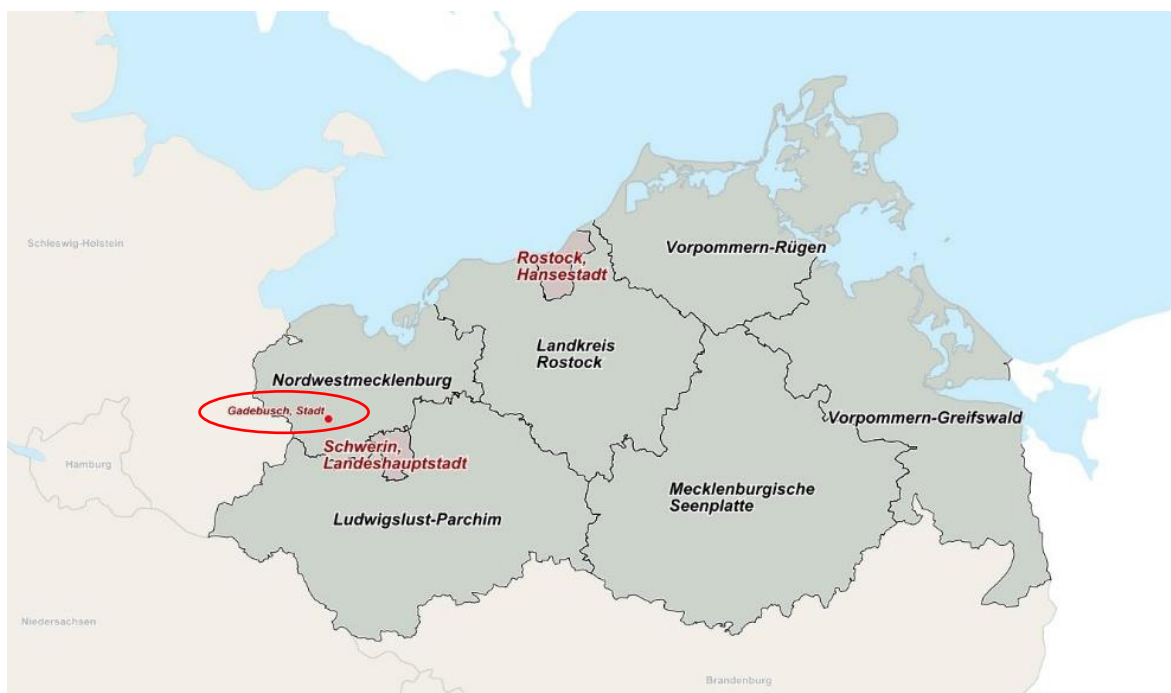 Schleswig-Holstein
Vorpommern-Rügen
Rostock,
Hansestadt
Landkreis
Rostock
Nordwestmecklenburg
Gadebusch, Stadt
Vorpommern-Greifswald
Schwerin,
Landeshauptstadt
Hamburg
Mecklenburgische
Seenplatte
Ludwigslust-Parchim
Niedersachsen
Brandenburg